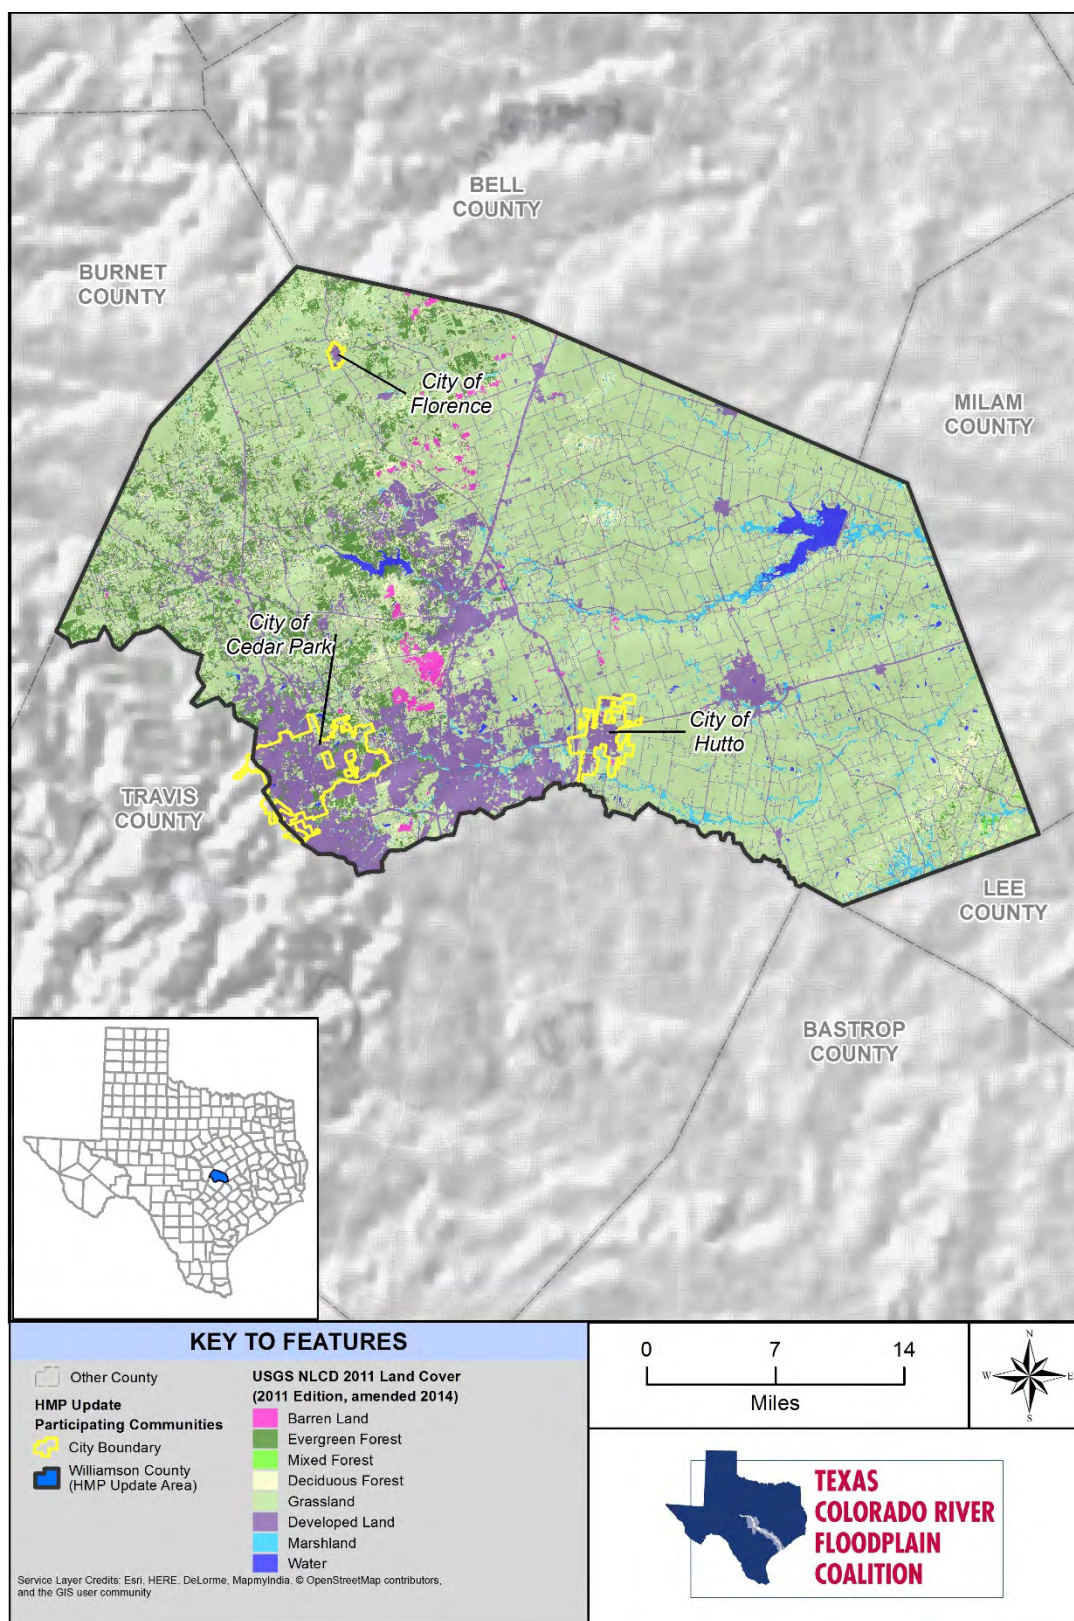 BELL
COUNTY
BURNET
COUNTY
City of
Florence
MILAM
COUNTY
City of
Cedar Park
City of
Hutto
TRAVIS
COUNTY
LEE
COUNTY
BASTROP
COUNTY
KEY TO FEATURES
Other County
HMP Update
Participating Communities
City Boundary
Williamson County
(HMP Update Area)
USGS NLCD 2011 Land Cover
(2011 Edition, amended 2014)
Barren Land
Evergreen Forest
Mixed Forest
Deciduous Forest
Grassland
Developed Land
Marshland
Water
Service Layer Credits: Esri, HERE, DeLorme, MapmyIndia, © OpenStreetMap contributors,
and the GIS user community
0 7 14
Miles
N
W E
S
TEXAS
COLORADO RIVER
FLOODPLAIN
COALITION